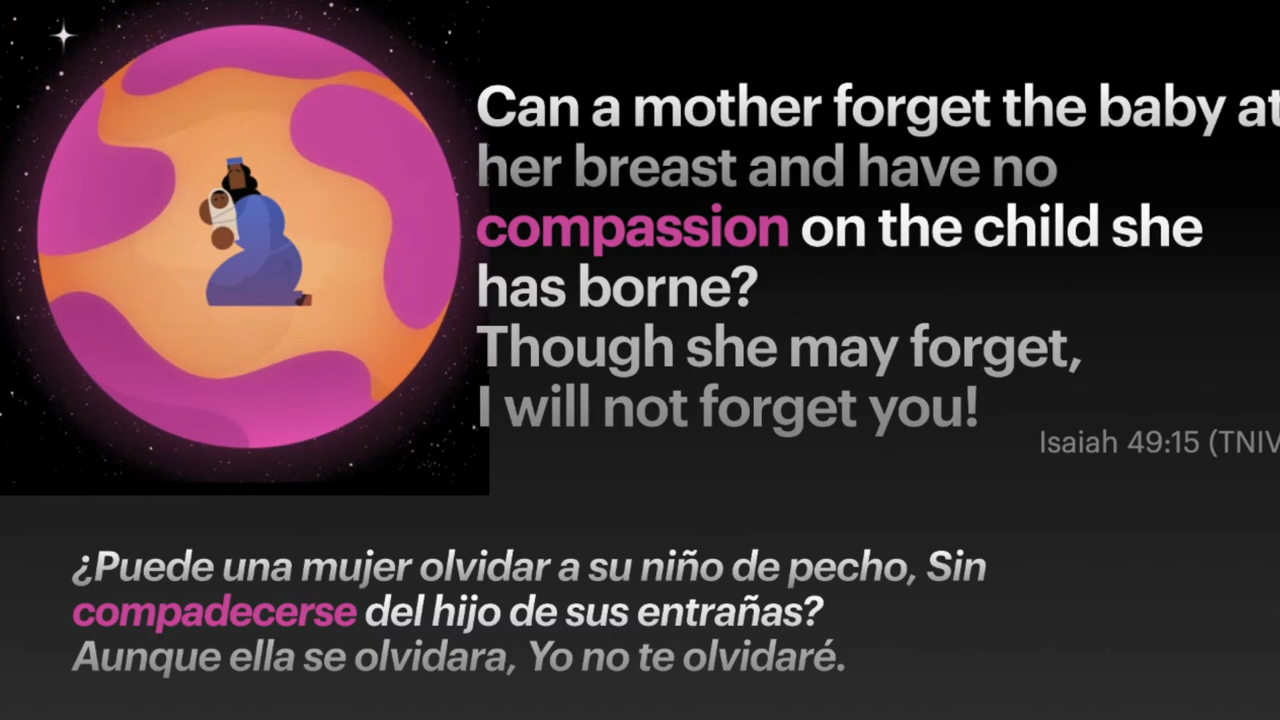 Can a mother forget the baby at
her breast and have no
compassion on the child she
has borne?
Though she may forget,
I will not forget you!
Isaiah 49:15 (TNIV
¿Puede una mujer olvidar a su niño de pecho, Sin
compadecerse del hijo de sus entrañas?
Aunque ella se olvidara, Yo no te olvidaré.